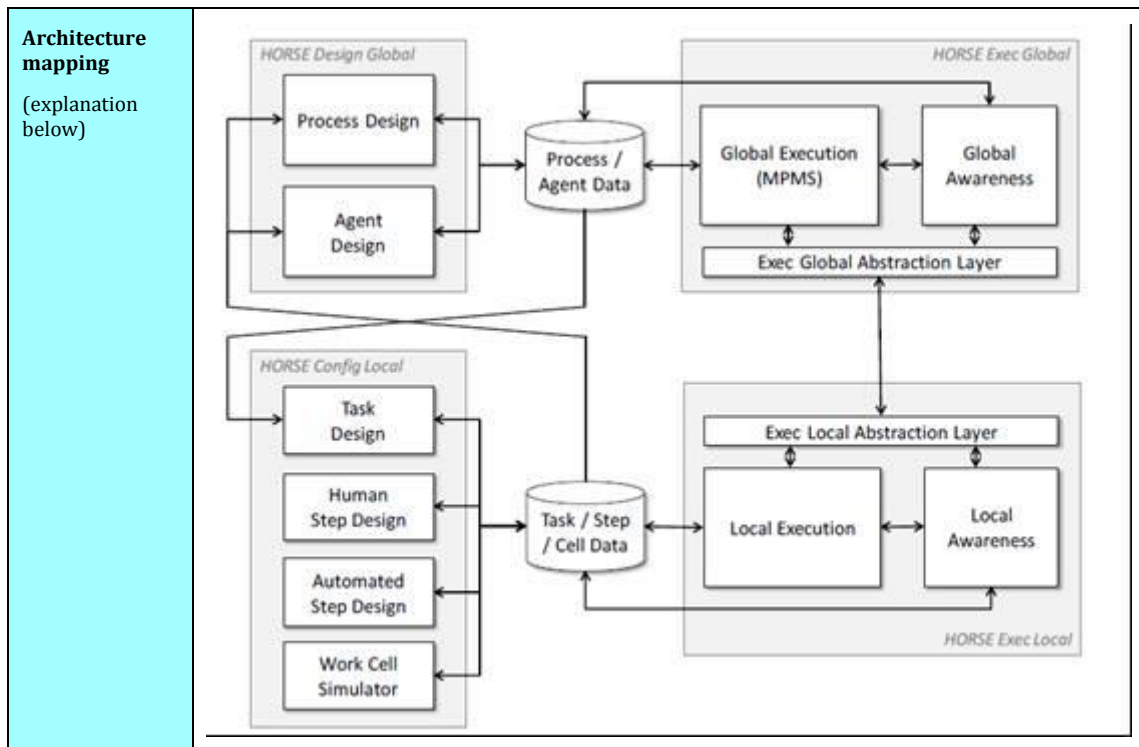 Architecture
mapping
(explanation
below)
HORSE Design Global
Process Design
Agent
Design
Process /
Agent Data
HORSE Exec Global
Global Execution
(MPMS)
Global
Awareness
Exec Global Abstraction Layer
HORSE Config Local
Task
Design
Human
Step Design
Automated
Step Design
Work Cell
Simulator
Task / Step
/ Cell Data
Exec Local Abstraction Layer
Local Execution
Local
Awareness
HORSE Exec Local